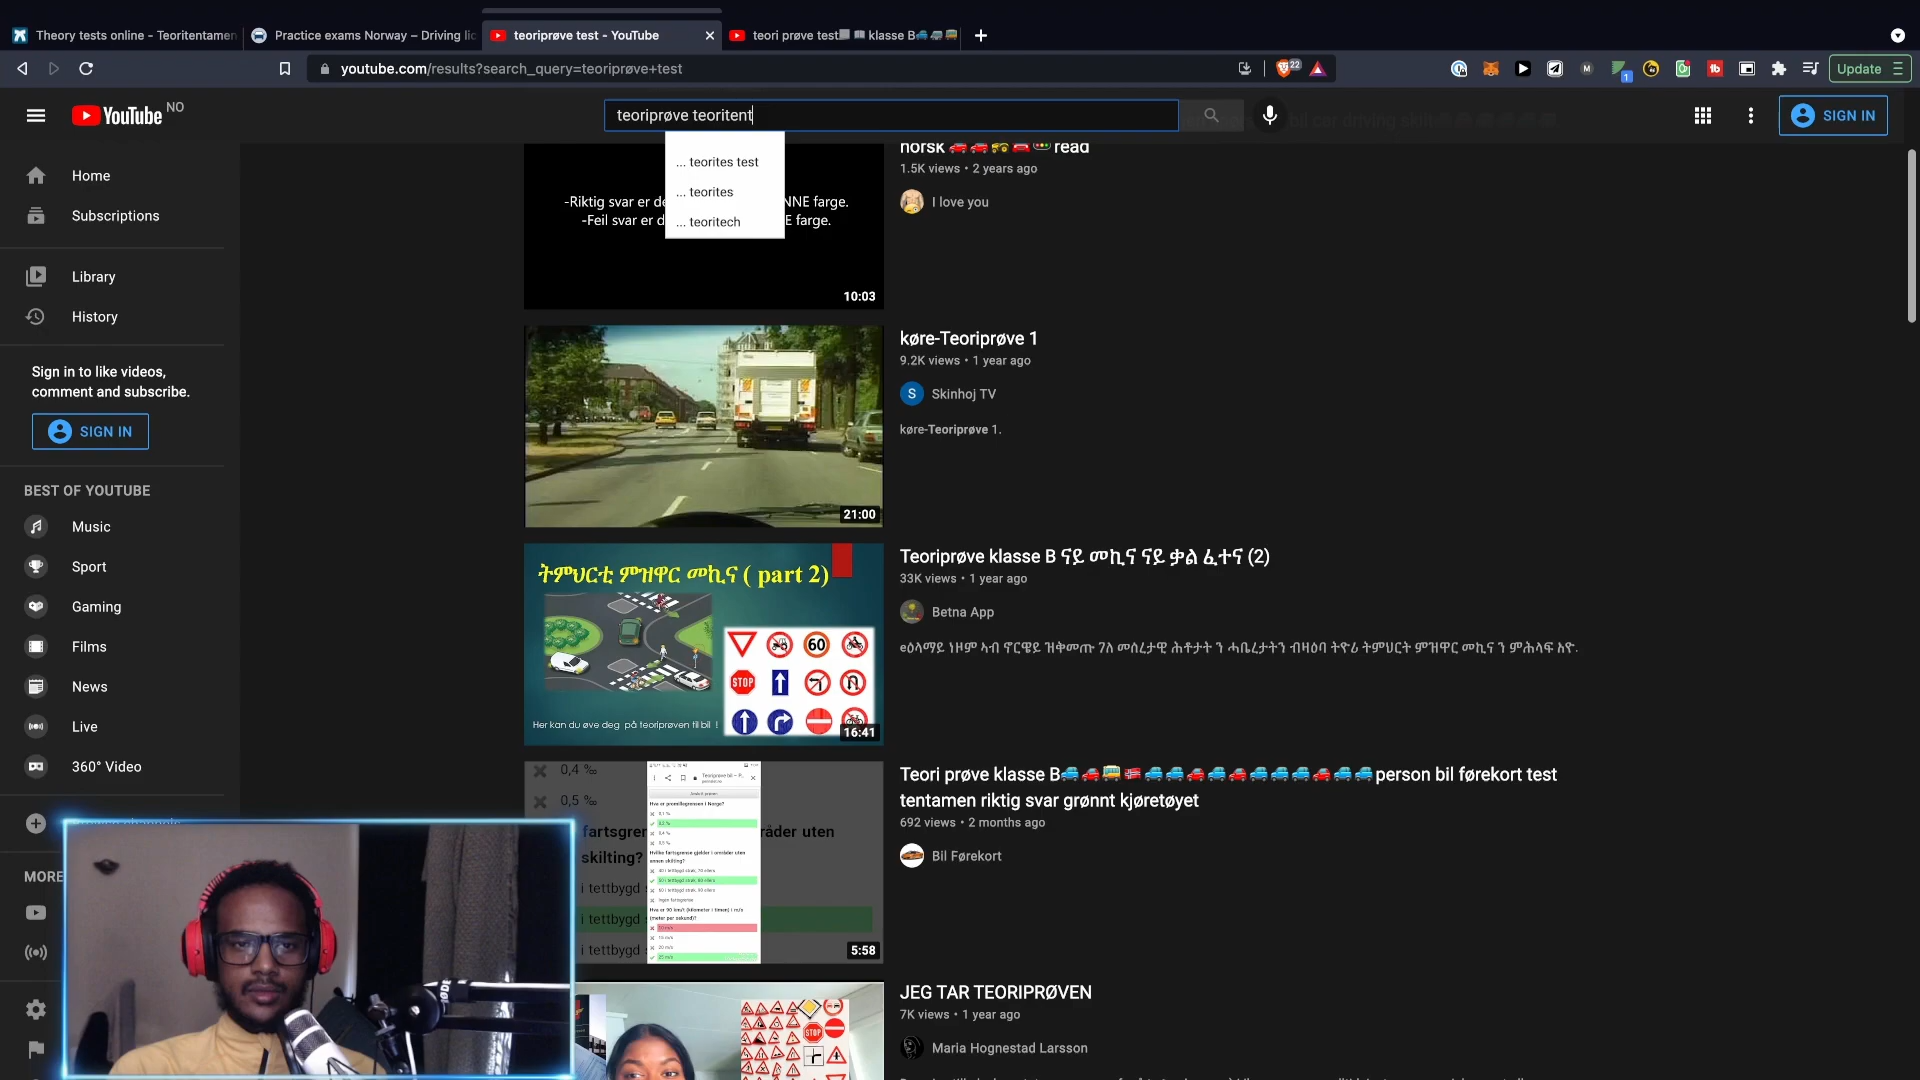 Theory tests online - Teoritentamen
Practice exams Norway – Driving lic
teoriprøve test - YouTube
teori prøve test klasse B
youtube.com/results?search_query=teoriprøve+test
22
1
Update
YouTube NO
teoriprøve teoritent
SIGN IN
... teorites test
... teorites
... teoritech
Home
Subscriptions
Library
History
Sign in to like videos,
comment and subscribe.
SIGN IN
BEST OF YOUTUBE
Music
Sport
Gaming
Films
News
Live
360° Video
MORE
-Riktig svar er de
NNE farge.
-Feil svar er d
E farge.
10:03
norsk 🚗🚗🚜🚘🚥 read
1.5K views • 2 years ago
I love you
21:00
køre-Teoriprøve 1
9.2K views • 1 year ago
S Skinhoj TV
køre-Teoriprøve 1.
ትምህርቲ ምዝዋር መኪና ( part 2)
60
STOP
Her kan du øve deg på teoriprøven til bil !
16:41
Teoriprøve klasse B ናይ መኪና ናይ ቃል ፈተና (2)
33K views • 1 year ago
Betna App
0,4 ‰
0,5 ‰
fartsgren
råder uten
skilting?
i tettbygd
i tettbygd
i tettbygd
Hva er promillegrensen i Norge?
5:58
Teori prøve klasse B🚙🚗🚌🇳🇴🚙🚙🚗🚙🚗🚙🚙🚙🚗🚙🚙person bil førekort test
tentamen riktig svar grønnt kjøretøyet
692 views • 2 months ago
Bil Førekort
STOP
JEG TAR TEORIPRØVEN
7K views • 1 year ago
Maria Hognestad Larsson
RØDE